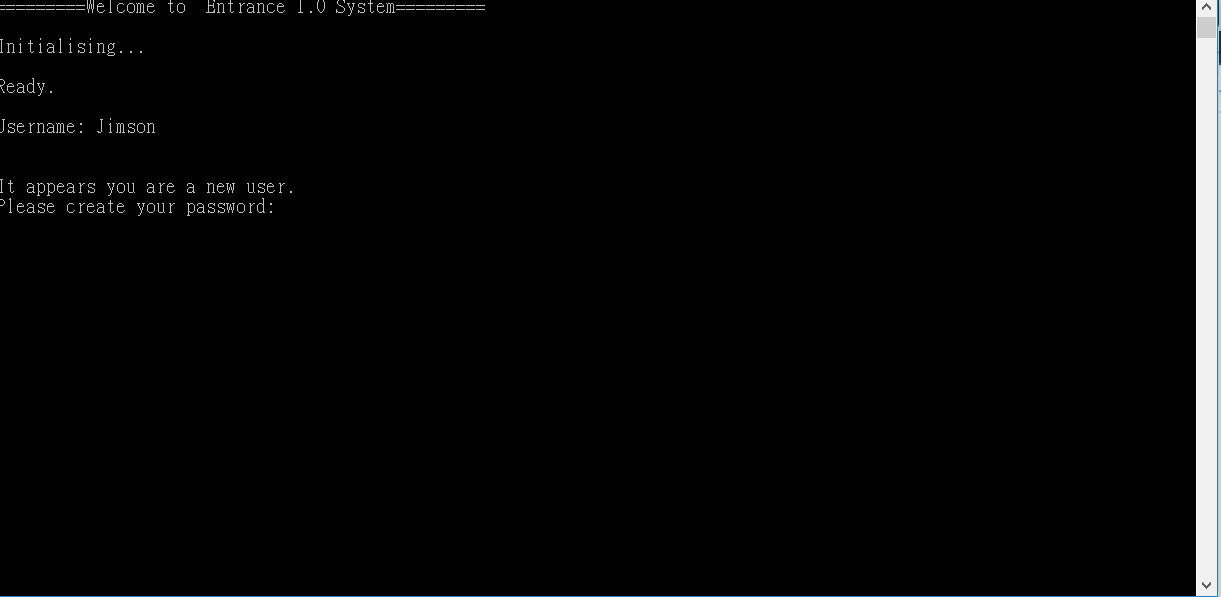 =========Welcome to  Entrance 1.0 System=========
Initialising...
Ready.
Username: Jimson
It appears you are a new user.
Please create your password: